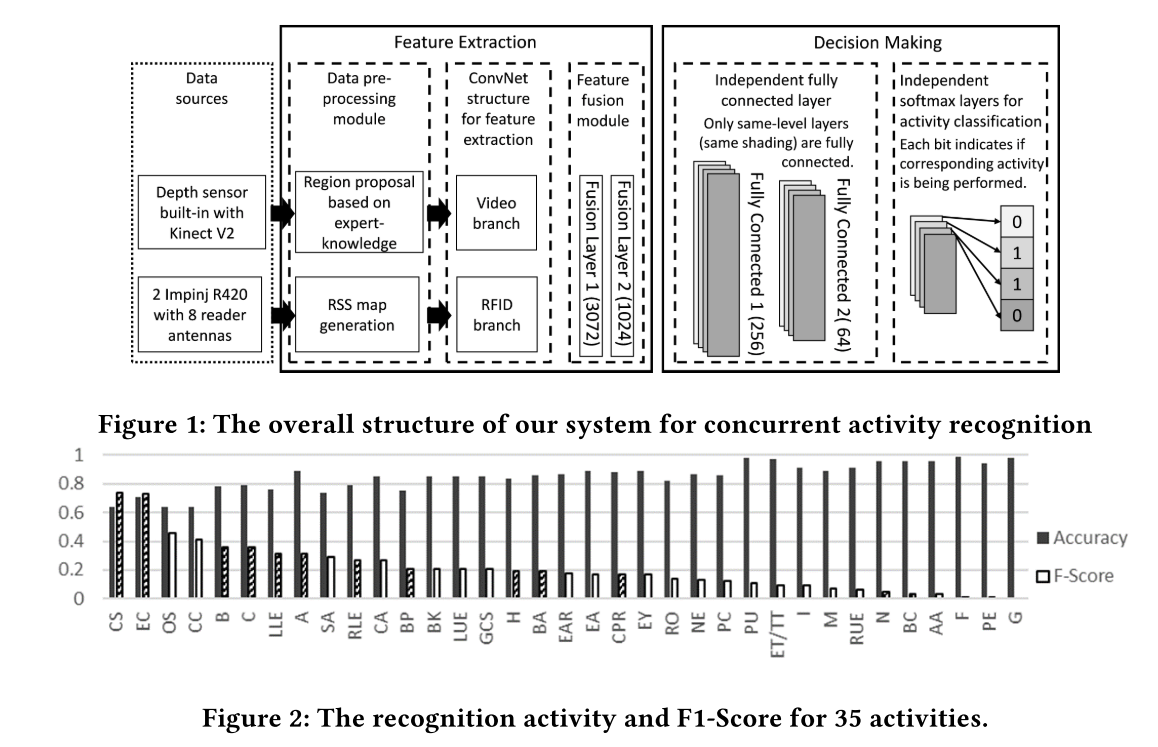 Feature Extraction
Decision Making
Data
sources
Data pre-
processing
module
ConvNet
structure
for feature
extraction
Feature
fusion
module
Depth sensor
built-in with
Kinect V2
Region proposal
based on
expert-
knowledge
Video
branch
2 Impinj R420
with 8 reader
antennas
RSS map
generation
RFID
branch
Fusion Layer 1 (3072)
Fusion Layer 2 (1024)
Independent fully
connected layer
Only same-level layers
(same shading) are fully
connected.
Fully Connected 1 (256)
Fully Connected 2( 64)
Independent
softmax layers for
activity classification
Each bit indicates if
corresponding activity
is being performed.
0
1
1
0
Figure 1: The overall structure of our system for concurrent activity recognition
1
0.8
0.6
0.4
0.2
0
CS
EC
OS
CC
B
C
LLE
A
SA
RLE
CA
BP
BK
LUE
GCS
H
BA
EAR
EA
CPR
EY
RO
NE
PC
PU
ET/TT
I
M
RUE
N
BC
AA
F
PE
G
Accuracy
F-Score
Figure 2: The recognition activity and F1-Score for 35 activities.